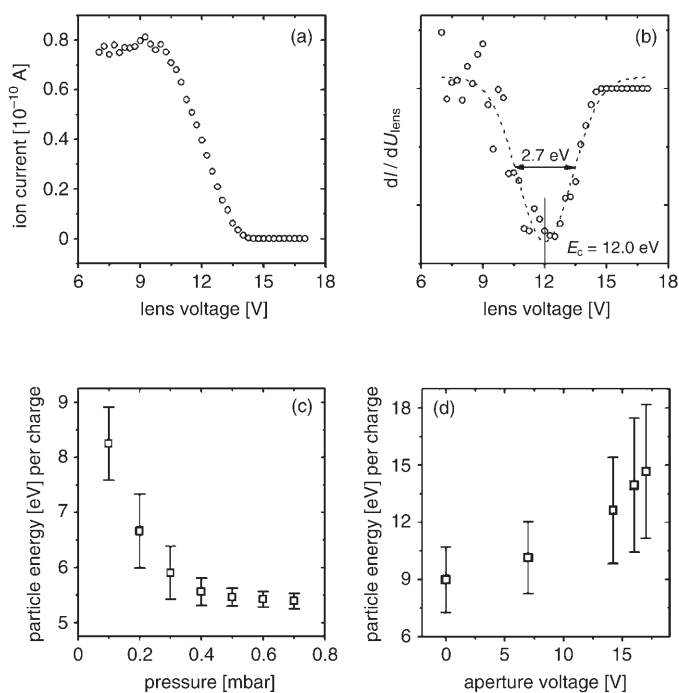 (a)
ion current [10⁻¹⁰ A]
0.8
0.6
0.4
0.2
0
6 9 12 15 18
lens voltage [V]
(b)
dI / dU_lens
2.7 eV
E_c = 12.0 eV
6 9 12 15 18
lens voltage [V]
(c)
particle energy [eV] per charge
9
8
7
6
5
0 0.2 0.4 0.6 0.8
pressure [mbar]
(d)
particle energy [eV] per charge
18
15
12
9
6
0 5 10 15
aperture voltage [V]